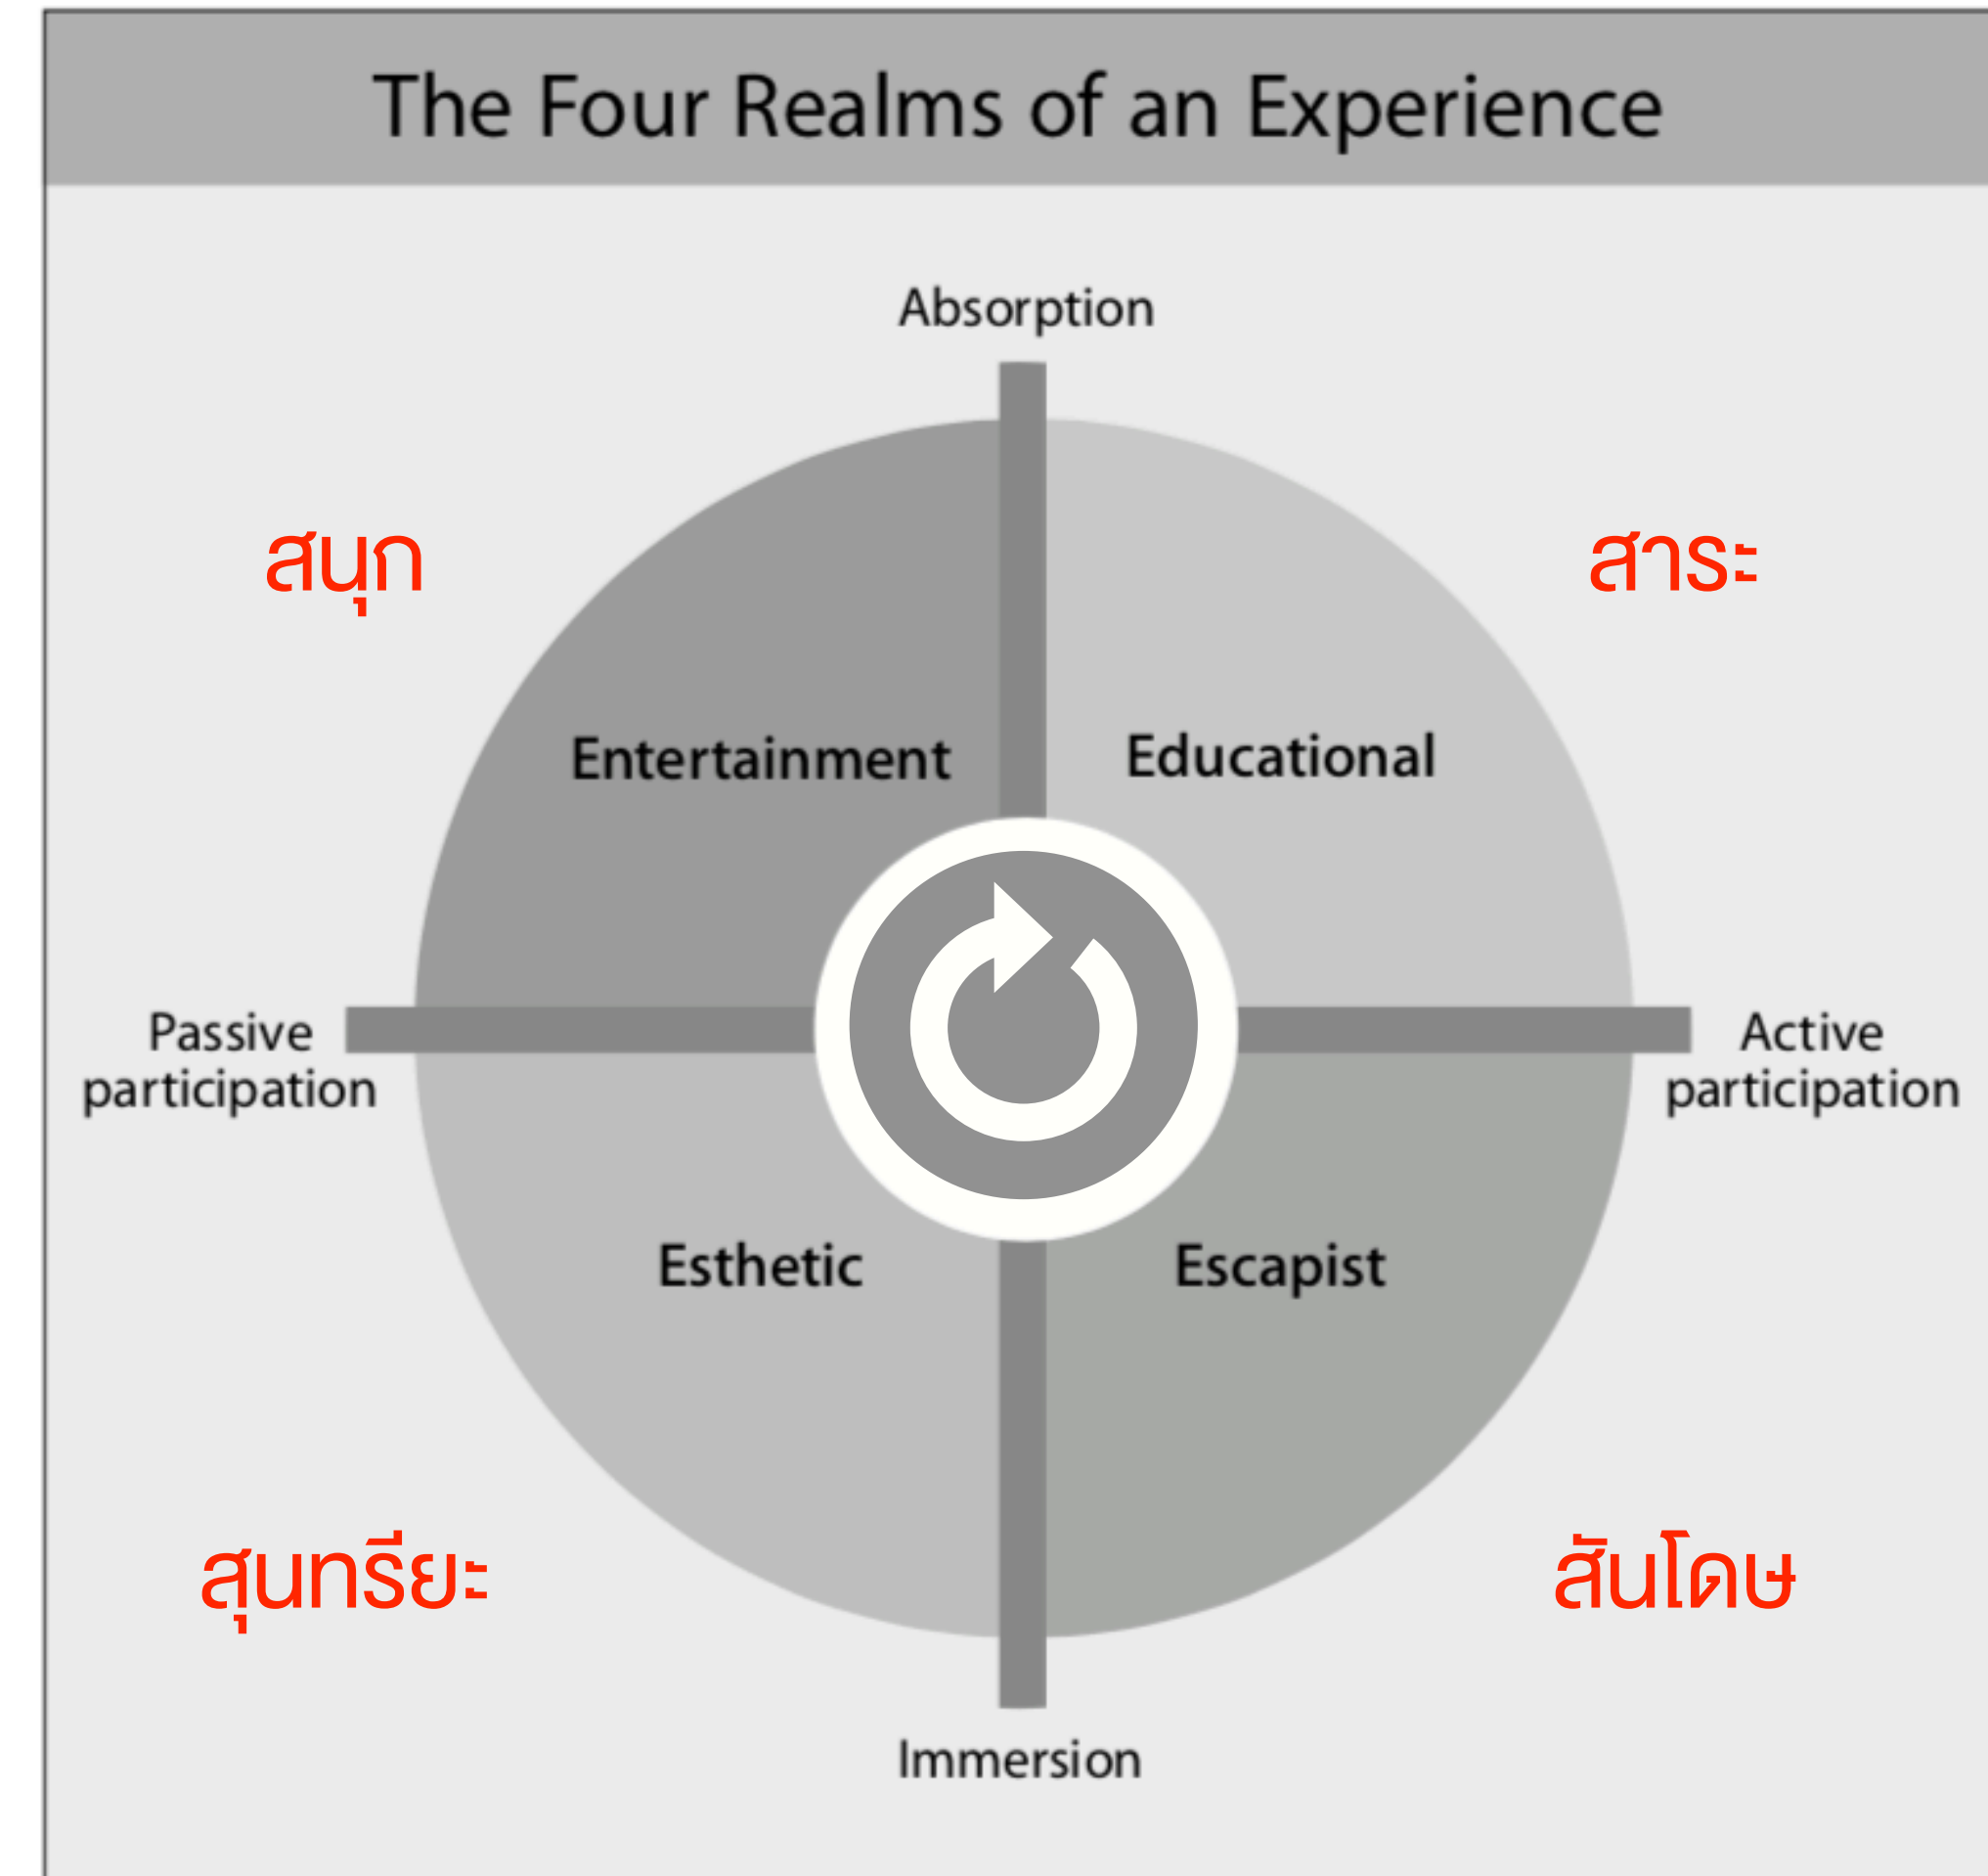 The Four Realms of an Experience
Absorption
สนุก
สาระ
Entertainment
Educational
Passive
participation
Active
participation
Esthetic
Escapist
สุนทรียะ
สันโดษ
Immersion